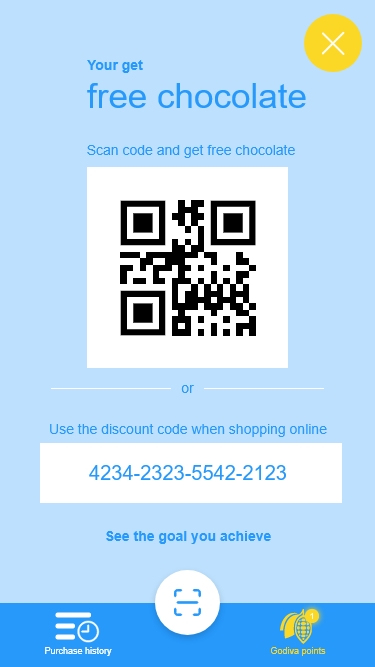 Your get
free chocolate
Scan code and get free chocolate
or
Use the discount code when shopping online
4234-2323-5542-2123
See the goal you achieve
1
Purchase history
Godiva points